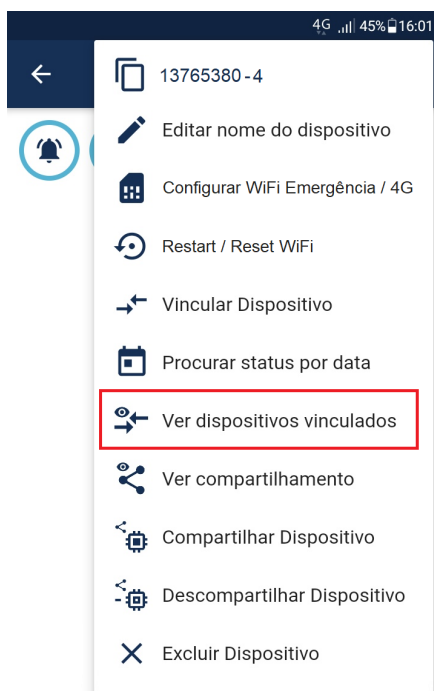 4G 45% 16:01
13765380-4
Editar nome do dispositivo
Configurar WiFi Emergência / 4G
Restart / Reset WiFi
Vincular Dispositivo
Procurar status por data
Ver dispositivos vinculados
Ver compartilhamento
Compartilhar Dispositivo
Descompartilhar Dispositivo
Excluir Dispositivo